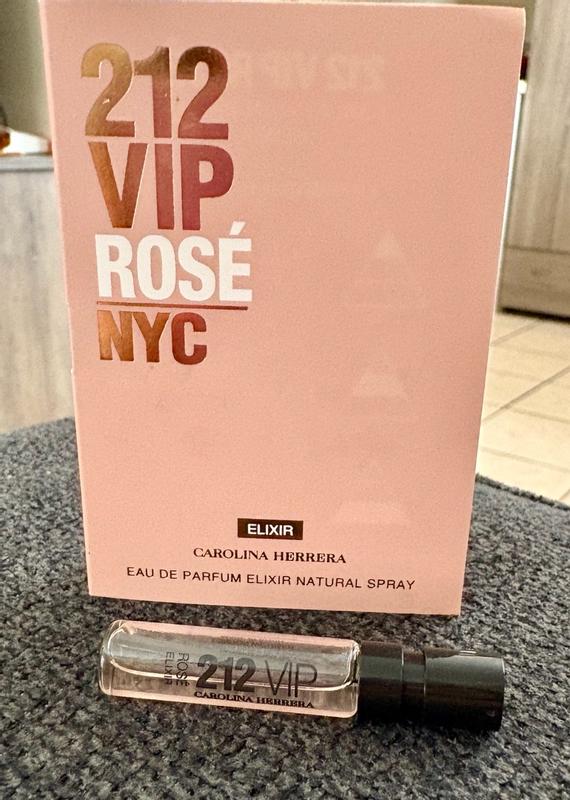 212
VIP
ROSÉ
NYC
ELIXIR
CAROLINA HERRERA
EAU DE PARFUM ELIXIR NATURAL SPRAY
ROSÉ
ELIXIR
212 VIP
CAROLINA HERRERA